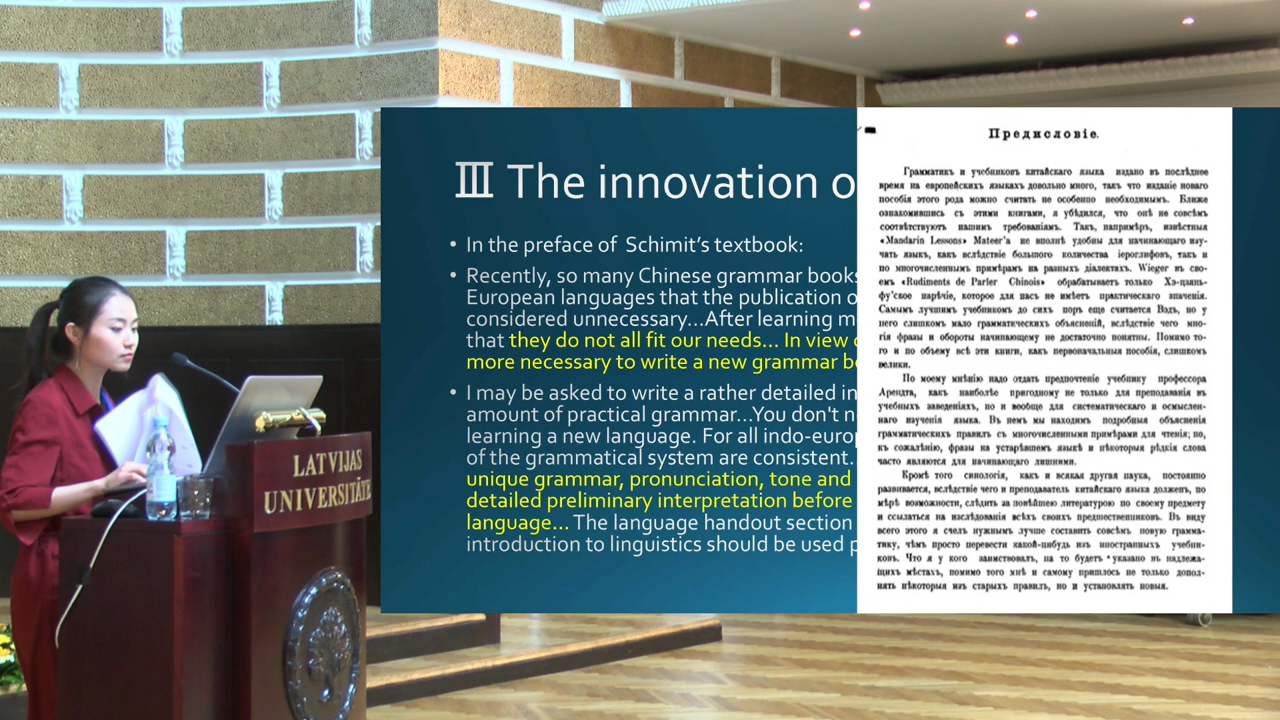 Ⅲ The innovation o
• In the preface of Schimit's textbook:
• Recently, so many Chinese grammar books
European languages that the publication o
considered unnecessary...After learning m
that they do not all fit our needs... In view o
more necessary to write a new grammar bo
• I may be asked to write a rather detailed in
amount of practical grammar...You don't n
learning a new language. For all indo-europ
of the grammatical system are consistent.
unique grammar, pronunciation, tone and
detailed preliminary interpretation before
language... The language handout section
introduction to linguistics should be used p
Предисловіе.
Грамматикъ и учебниковъ китайскаго языка издано въ послѣднее
время на европейскихъ языкахъ довольно много, такъ что изданіе новаго
пособія этого рода можно считать не особенно необходимымъ. Ближе
ознакомившись съ этими книгами, я убѣдился, что онѣ не совсѣмъ
соотвѣтствуютъ нашимъ требованіямъ. Такъ, напримѣръ, извѣстныя
«Mandarin Lessons» Mateer'a не вполнѣ удобны для начинающаго изу-
чать языкъ, какъ вслѣдствіе большого количества іероглифовъ, такъ и
по многочисленнымъ примѣрамъ на разныхъ діалектахъ. Wieger въ сво-
емъ «Rudiments de Parler Chinois» обрабатываетъ только Хэ-цзянь-
фу'ское нарѣчіе, которое для насъ не имѣетъ практическаго значенія.
Самымъ лучшимъ учебникомъ до сихъ поръ еще считается Вэдъ, но у
него слишкомъ мало грамматическихъ объясненій, вслѣдствіе чего мно-
гія фразы и обороты начинающему не достаточно понятны. Помимо то-
го и по объему всѣ эти книги, какъ первоначальныя пособія, слишкомъ
велики.
По моему мнѣнію надо отдать предпочтеніе учебнику профессора
Арендта, какъ наиболѣе пригодному не только для преподаванія въ
учебныхъ заведеніяхъ, но и вообще для систематическаго и осмыслен-
наго изученія языка. Въ немъ мы находимъ подробныя объясненія
грамматическихъ правилъ съ многочисленными примѣрами для чтенія; но,
къ сожалѣнію, фразы на устарѣвшемъ языкѣ и нѣкоторыя рѣдкія слова
часто являются для начинающаго лишними.
Кромѣ того синологія, какъ и всякая другая наука, постоянно
развивается, вслѣдствіе чего и преподаватель китайскаго языка долженъ, по
мѣрѣ возможности, слѣдить за новѣйшею литературою по своему предмету
и ссылаться на изслѣдованія всѣхъ своихъ предшественниковъ. Въ виду
всего этого я счелъ нужнымъ лучше составить совсѣмъ новую грамма-
тику, чѣмъ просто перевести какой-нибудь изъ иностранныхъ учебни-
ковъ. Что я у кого заимствовалъ, на то будетъ указано въ надлежа-
щихъ мѣстахъ, помимо того мнѣ и самому пришлось не только допол-
нять нѣкоторыя изъ старыхъ правилъ, но и установлять новыя.
LATVIJAS
UNIVERSITĀTE